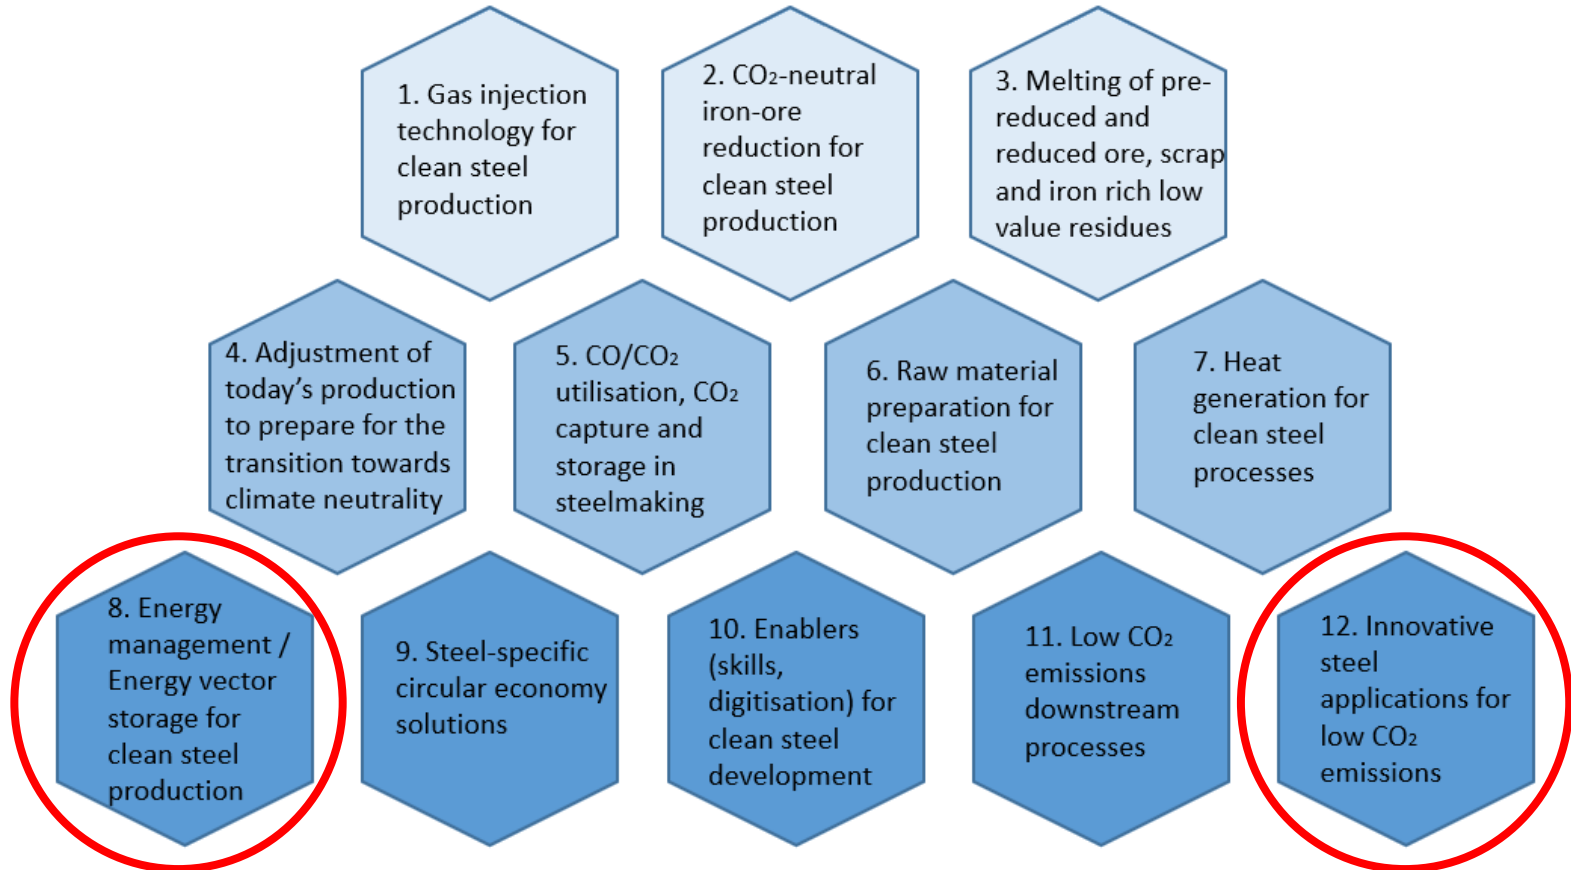 1. Gas injection
technology for
clean steel
production
2. CO₂-neutral
iron-ore
reduction for
clean steel
production
3. Melting of pre-
reduced and
reduced ore, scrap
and iron rich low
value residues
4. Adjustment of
today’s production
to prepare for the
transition towards
climate neutrality
5. CO/CO₂
utilisation, CO₂
capture and
storage in
steelmaking
6. Raw material
preparation for
clean steel
production
7. Heat
generation for
clean steel
processes
8. Energy
management /
Energy vector
storage for
clean steel
production
9. Steel-specific
circular economy
solutions
10. Enablers
(skills,
digitisation) for
clean steel
development
11. Low CO₂
emissions
downstream
processes
12. Innovative
steel
applications for
low CO₂
emissions